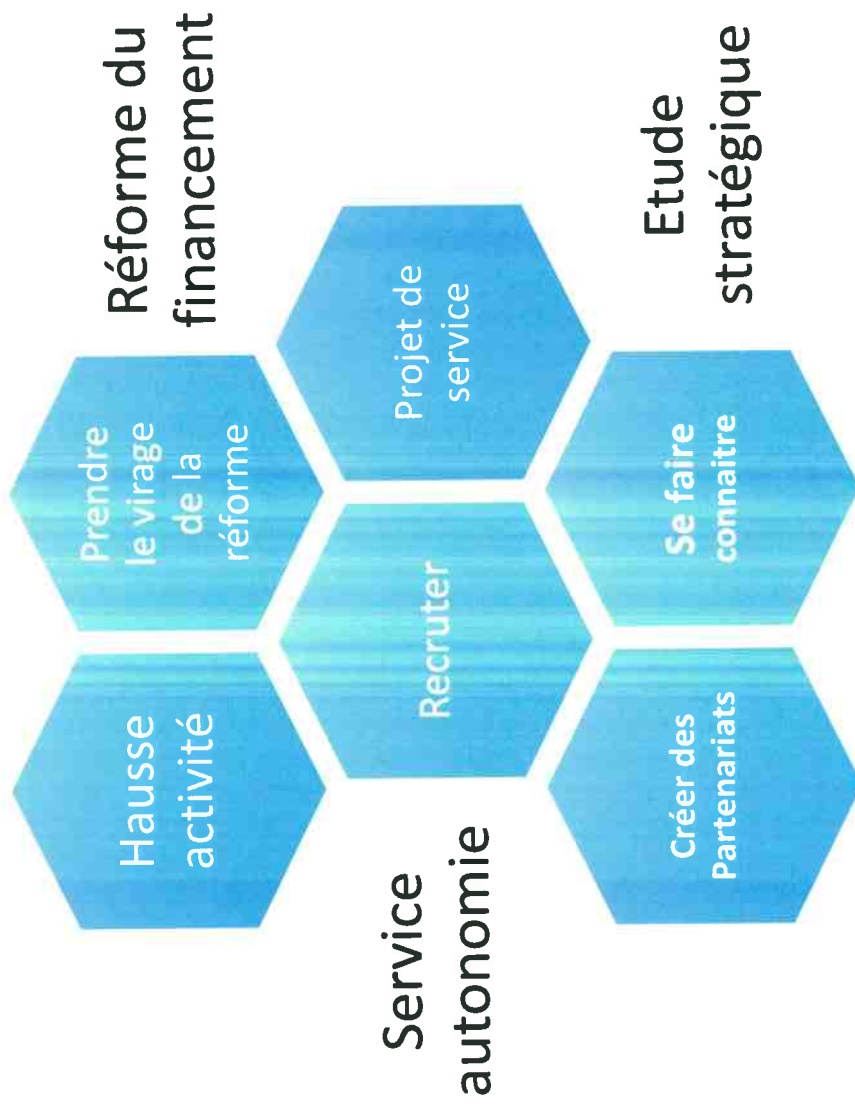 Hausse
activité
Prendre
le virage
de la
réforme
Réforme du
financement
Service
autonomie
Recruter
Projet de
service
Créer des
Partenariats
Se faire
connaitre
Etude
stratégique